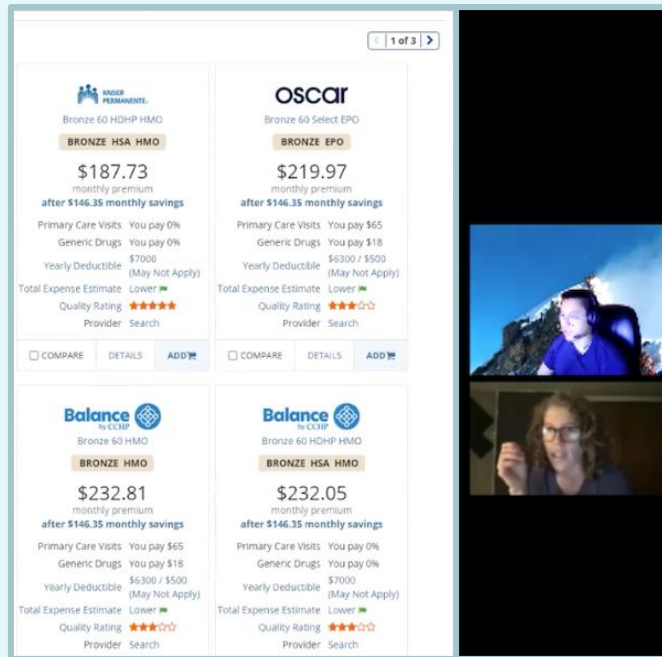 1 of 3
KAISER PERMANENTE.
Bronze 60 HDHP HMO
BRONZE HSA HMO
$187.73
monthly premium
after $146.35 monthly savings
Primary Care Visits You pay 0%
Generic Drugs You pay 0%
Yearly Deductible $7000 (May Not Apply)
Total Expense Estimate Lower
Quality Rating
Provider Search
COMPARE DETAILS ADD
oscar
Bronze 60 Select EPO
BRONZE EPO
$219.97
monthly premium
after $146.35 monthly savings
Primary Care Visits You pay $65
Generic Drugs You pay $18
Yearly Deductible $6300 / $500 (May Not Apply)
Total Expense Estimate Lower
Quality Rating
Provider Search
COMPARE DETAILS ADD
Balance
by CCHP
Bronze 60 HMO
BRONZE HMO
$232.81
monthly premium
after $146.35 monthly savings
Primary Care Visits You pay $65
Generic Drugs You pay $18
Yearly Deductible $6300 / $500 (May Not Apply)
Total Expense Estimate Lower
Quality Rating
Provider Search
Balance
by CCHP
Bronze 60 HDHP HMO
BRONZE HSA HMO
$232.05
monthly premium
after $146.35 monthly savings
Primary Care Visits You pay 0%
Generic Drugs You pay 0%
Yearly Deductible $7000 (May Not Apply)
Total Expense Estimate Lower
Quality Rating
Provider Search